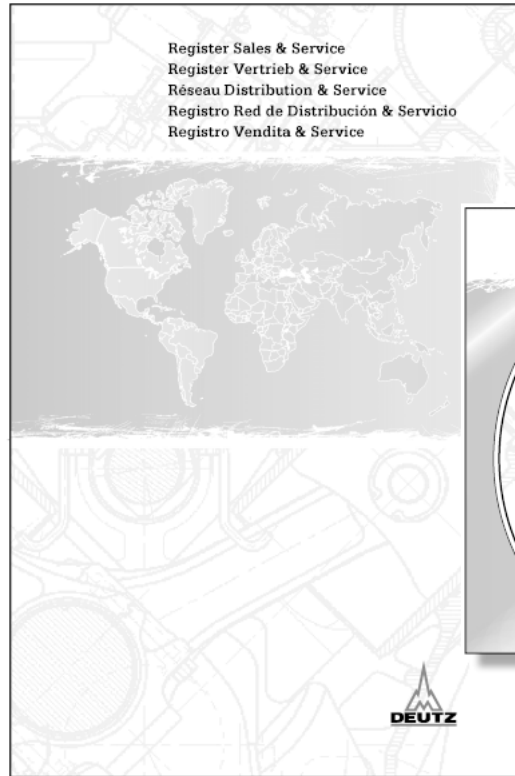 Register Sales & Service
Register Vertrieb & Service
Réseau Distribution & Service
Registro Red de Distribución & Servicio
Registro Vendita & Service
DEUTZ